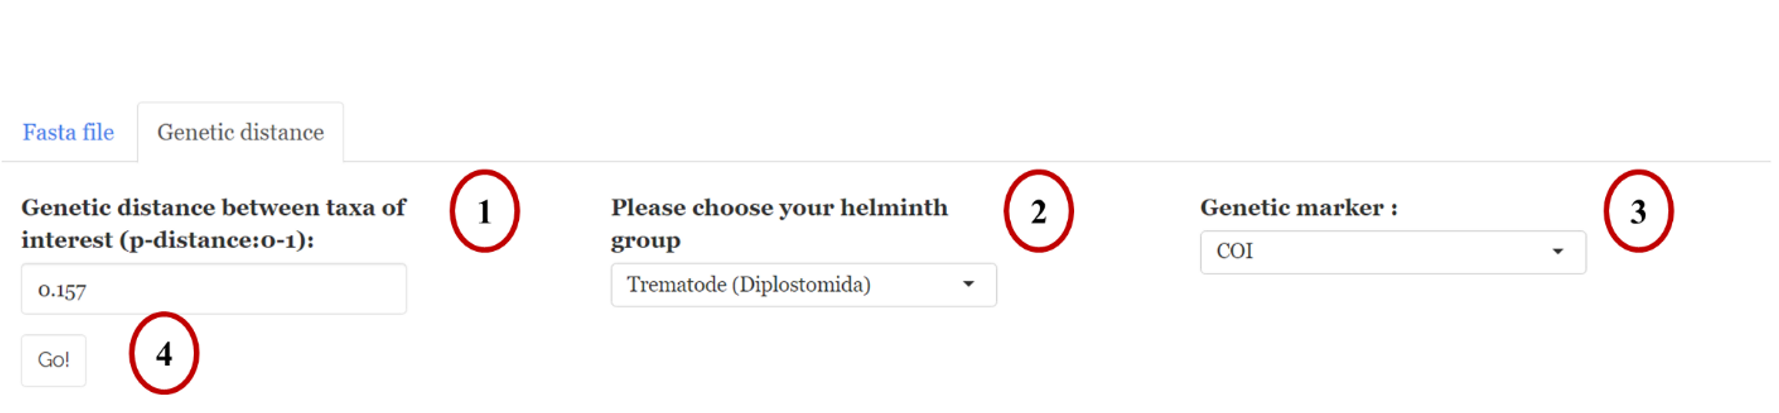 Fasta file
Genetic distance
Genetic distance between taxa of
interest (p-distance:0-1):
1
0.157
Go!
4
Please choose your helminth
group
2
Trematode (Diplostomida)
Genetic marker :
3
COI